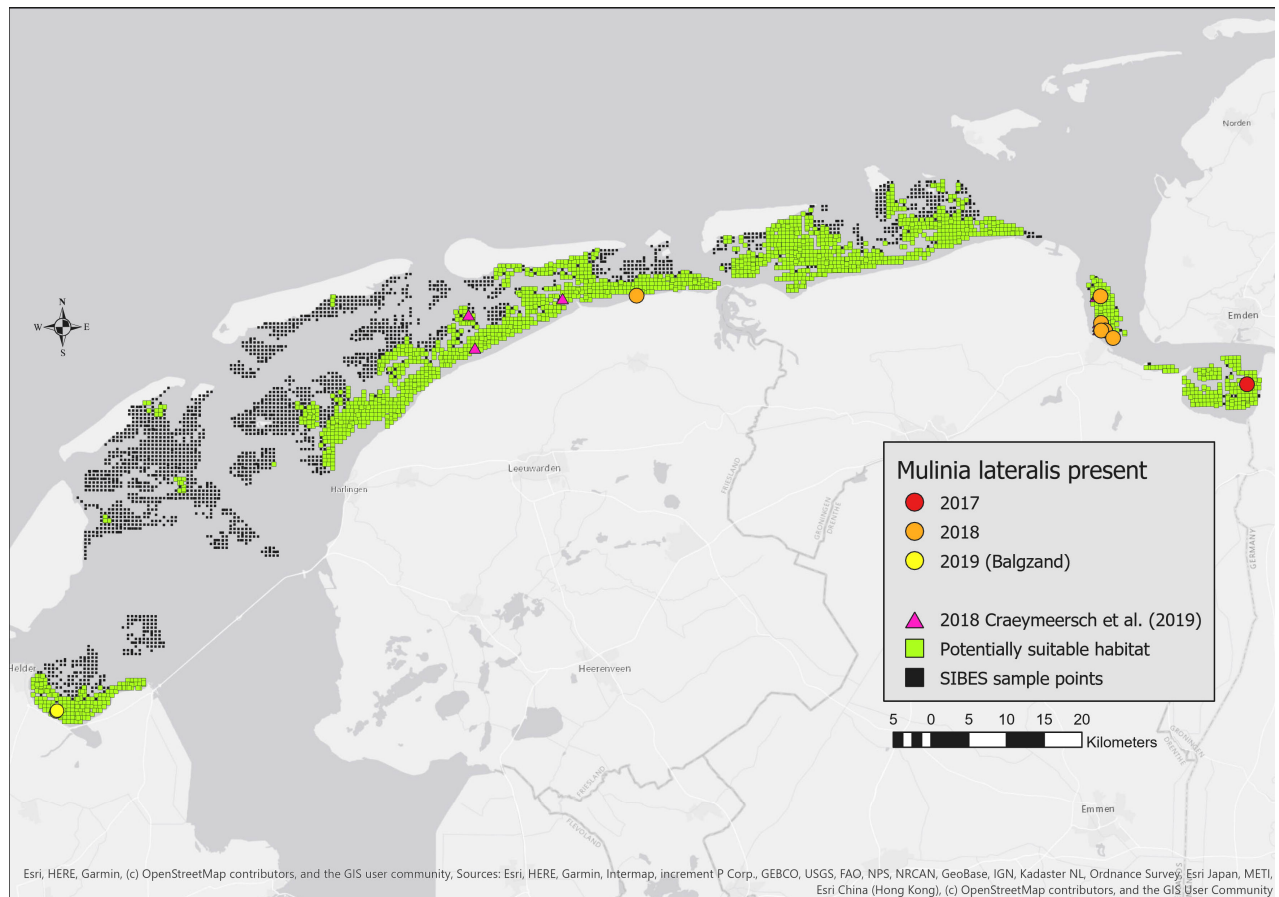 Norden
N
W
E
S
Emden
Leeuwarden
Harlingen
FRIESLAND
GRONINGEN
GRONINGEN
DRENTHE
GERMANY
Mulinia lateralis present
2017
2018
2019 (Balgzand)
2018 Craeymeersch et al. (2019)
Potentially suitable habitat
SIBES sample points
Helder
Heerenveen
5 0 5 10 15 20
Kilometers
GRONINGEN
DRENTHE
FRIESLAND
FLEVOLAND
Emmen
Esri, HERE, Garmin, (c) OpenStreetMap contributors, and the GIS user community, Sources: Esri, HERE, Garmin, Intermap, increment P Corp., GEBCO, USGS, FAO, NPS, NRCAN, GeoBase, IGN, Kadaster NL, Ordnance Survey, Esri Japan, METI,
Esri China (Hong Kong), (c) OpenStreetMap contributors, and the GIS User Community